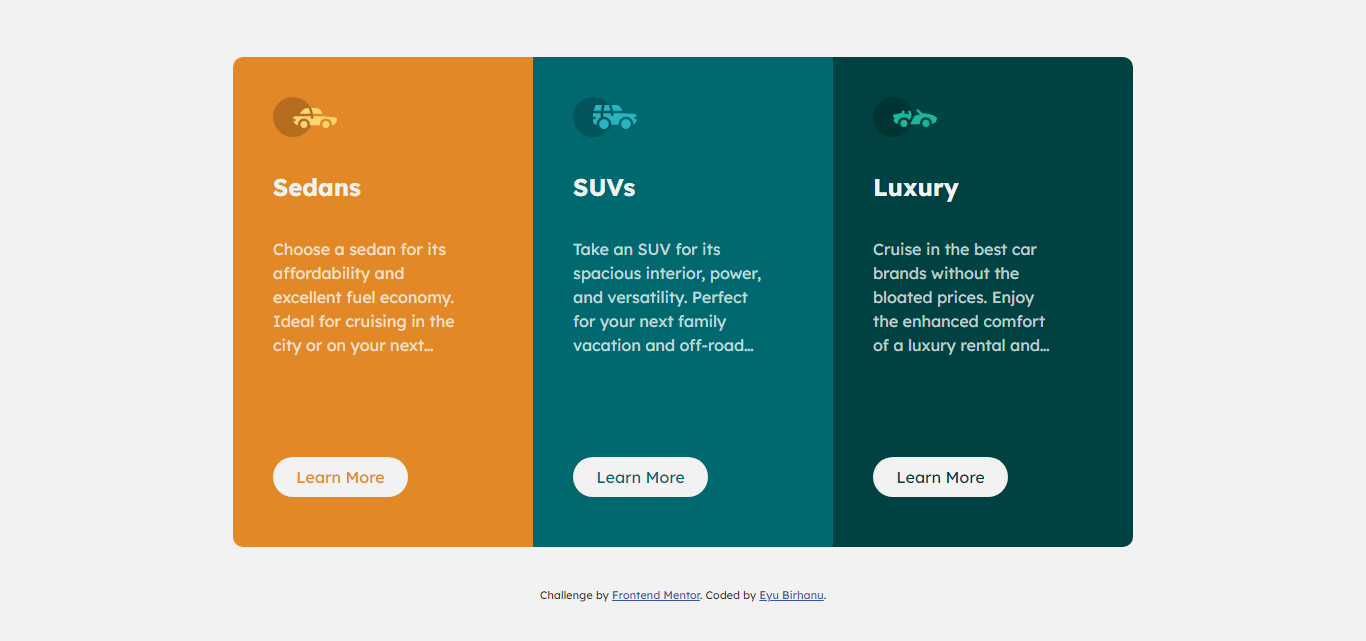 Sedans
Choose a sedan for its
affordability and
excellent fuel economy.
Ideal for cruising in the
city or on your next...
Learn More
SUVs
Take an SUV for its
spacious interior, power,
and versatility. Perfect
for your next family
vacation and off-road...
Learn More
Luxury
Cruise in the best car
brands without the
bloated prices. Enjoy
the enhanced comfort
of a luxury rental and...
Learn More
Challenge by Frontend Mentor. Coded by Eyu Birhanu.